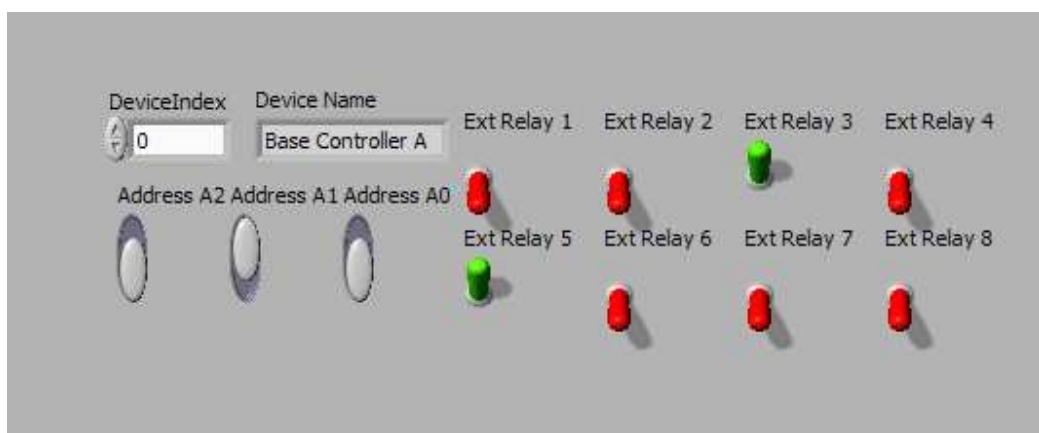 DeviceIndex Device Name
0 Base Controller A
Ext Relay 1 Ext Relay 2 Ext Relay 3 Ext Relay 4
Address A2 Address A1 Address A0
Ext Relay 5 Ext Relay 6 Ext Relay 7 Ext Relay 8